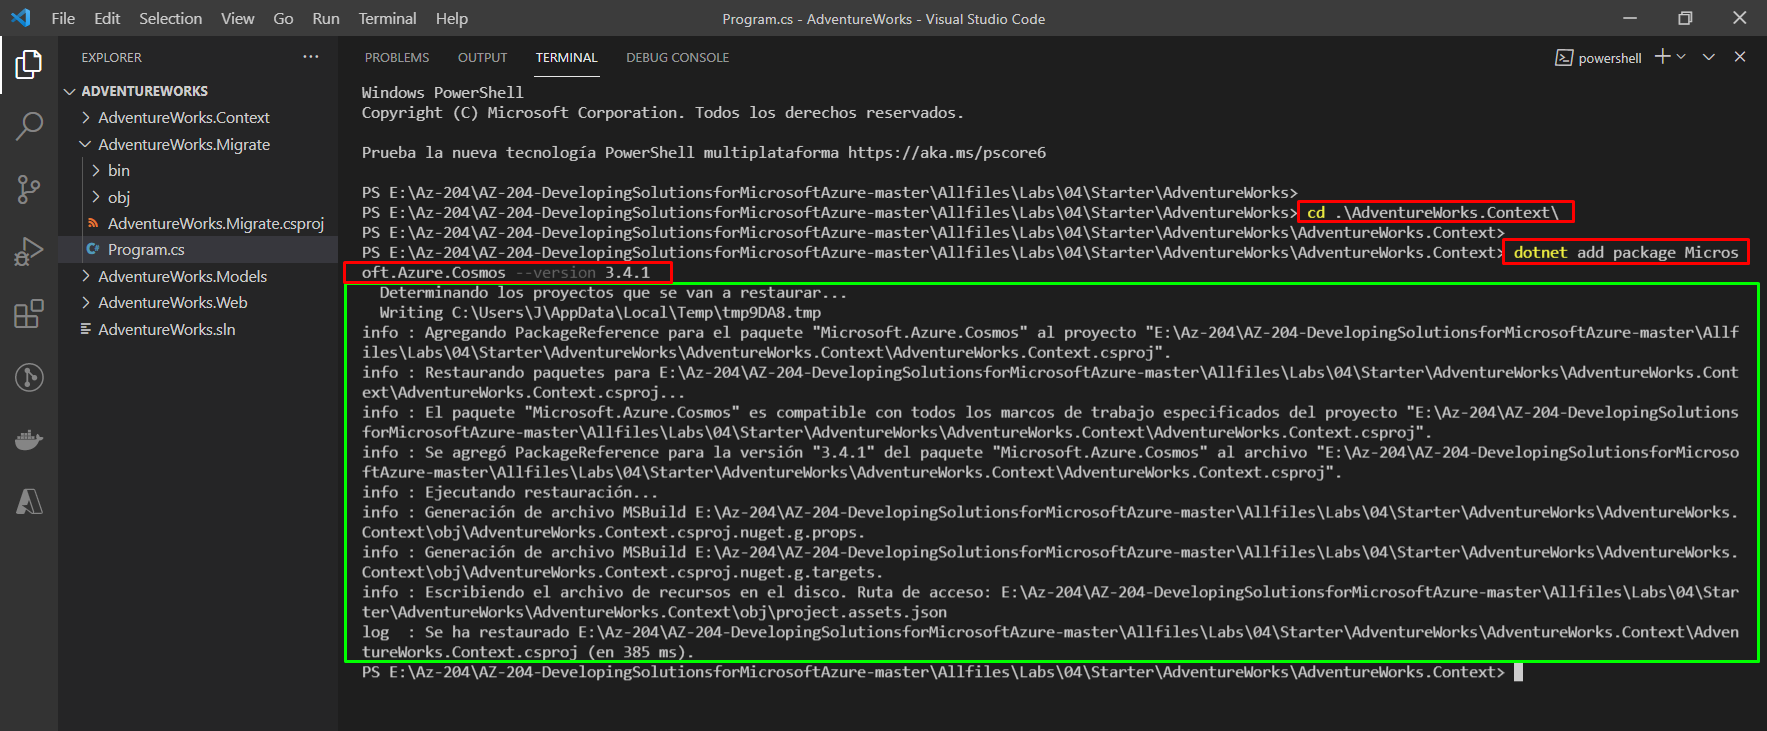 File Edit Selection View Go Run Terminal Help
Program.cs - AdventureWorks - Visual Studio Code
EXPLORER
ADVENTUREWORKS
AdventureWorks.Context
AdventureWorks.Migrate
bin
obj
AdventureWorks.Migrate.csproj
C# Program.cs
AdventureWorks.Models
AdventureWorks.Web
AdventureWorks.sln
PROBLEMS OUTPUT TERMINAL DEBUG CONSOLE
powershell
Windows PowerShell
Copyright (C) Microsoft Corporation. Todos los derechos reservados.
Prueba la nueva tecnología PowerShell multiplataforma https://aka.ms/pscore6
PS E:\Az-204\AZ-204-DevelopingSolutionsforMicrosoftAzure-master\Allfiles\Labs\04\Starter\AdventureWorks>
PS E:\Az-204\AZ-204-DevelopingSolutionsforMicrosoftAzure-master\Allfiles\Labs\04\Starter\AdventureWorks> cd .\AdventureWorks.Context\
PS E:\Az-204\AZ-204-DevelopingSolutionsforMicrosoftAzure-master\Allfiles\Labs\04\Starter\AdventureWorks\AdventureWorks.Context>
PS E:\Az-204\AZ-204-DevelopingSolutionsforMicrosoftAzure-master\Allfiles\Labs\04\Starter\AdventureWorks\AdventureWorks.Context> dotnet add package Micros
oft.Azure.Cosmos --version 3.4.1
Determinando los proyectos que se van a restaurar...
Writing C:\Users\J\AppData\Local\Temp\tmp9DA8.tmp
info : Agregando PackageReference para el paquete "Microsoft.Azure.Cosmos" al proyecto "E:\Az-204\AZ-204-DevelopingSolutionsforMicrosoftAzure-master\Allf
iles\Labs\04\Starter\AdventureWorks\AdventureWorks.Context\AdventureWorks.Context.csproj".
info : Restaurando paquetes para E:\Az-204\AZ-204-DevelopingSolutionsforMicrosoftAzure-master\Allfiles\Labs\04\Starter\AdventureWorks\AdventureWorks.Cont
ext\AdventureWorks.Context.csproj...
info : El paquete "Microsoft.Azure.Cosmos" es compatible con todos los marcos de trabajo especificados del proyecto "E:\Az-204\AZ-204-DevelopingSolutions
forMicrosoftAzure-master\Allfiles\Labs\04\Starter\AdventureWorks\AdventureWorks.Context\AdventureWorks.Context.csproj".
info : Se agregó PackageReference para la versión "3.4.1" del paquete "Microsoft.Azure.Cosmos" al archivo "E:\Az-204\AZ-204-DevelopingSolutionsforMicroso
ftAzure-master\Allfiles\Labs\04\Starter\AdventureWorks\AdventureWorks.Context\AdventureWorks.Context.csproj".
info : Ejecutando restauración...
info : Generación de archivo MSBuild E:\Az-204\AZ-204-DevelopingSolutionsforMicrosoftAzure-master\Allfiles\Labs\04\Starter\AdventureWorks\AdventureWorks.
Context\obj\AdventureWorks.Context.csproj.nuget.g.props.
info : Generación de archivo MSBuild E:\Az-204\AZ-204-DevelopingSolutionsforMicrosoftAzure-master\Allfiles\Labs\04\Starter\AdventureWorks\AdventureWorks.
Context\obj\AdventureWorks.Context.csproj.nuget.g.targets.
info : Escribiendo el archivo de recursos en el disco. Ruta de acceso: E:\Az-204\AZ-204-DevelopingSolutionsforMicrosoftAzure-master\Allfiles\Labs\04\Star
ter\AdventureWorks\AdventureWorks.Context\obj\project.assets.json
log  : Se ha restaurado E:\Az-204\AZ-204-DevelopingSolutionsforMicrosoftAzure-master\Allfiles\Labs\04\Starter\AdventureWorks\AdventureWorks.Context\Adven
tureWorks.Context.csproj (en 385 ms).
PS E:\Az-204\AZ-204-DevelopingSolutionsforMicrosoftAzure-master\Allfiles\Labs\04\Starter\AdventureWorks\AdventureWorks.Context>